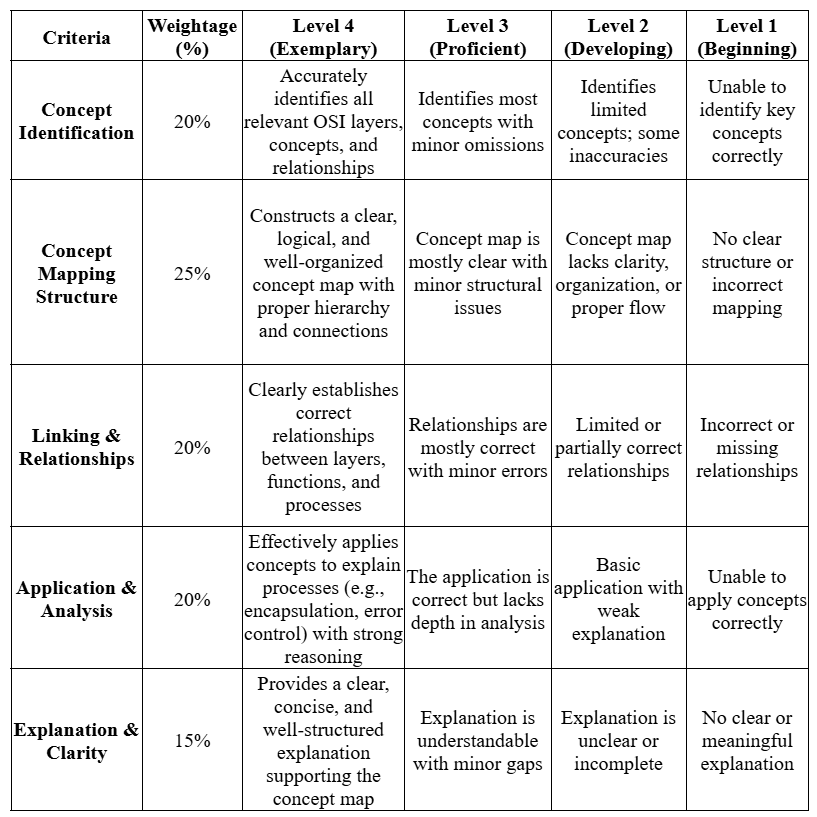 Criteria
Weightage
(%)
Level 4
(Exemplary)
Level 3
(Proficient)
Level 2
(Developing)
Level 1
(Beginning)
Concept
Identification
20%
Accurately
identifies all
relevant OSI layers,
concepts, and
relationships
Identifies most
concepts with
minor omissions
Identifies
limited
concepts; some
inaccuracies
Unable to
identify key
concepts
correctly
Concept
Mapping
Structure
25%
Constructs a clear,
logical, and
well-organized
concept map with
proper hierarchy
and connections
Concept map is
mostly clear with
minor structural
issues
Concept map
lacks clarity,
organization, or
proper flow
No clear
structure or
incorrect
mapping
Linking &
Relationships
20%
Clearly establishes
correct
relationships
between layers,
functions, and
processes
Relationships are
mostly correct
with minor errors
Limited or
partially correct
relationships
Incorrect or
missing
relationships
Application &
Analysis
20%
Effectively applies
concepts to explain
processes (e.g.,
encapsulation, error
control) with strong
reasoning
The application is
correct but lacks
depth in analysis
Basic
application with
weak
explanation
Unable to
apply concepts
correctly
Explanation &
Clarity
15%
Provides a clear,
concise, and
well-structured
explanation
supporting the
concept map
Explanation is
understandable
with minor gaps
Explanation is
unclear or
incomplete
No clear or
meaningful
explanation